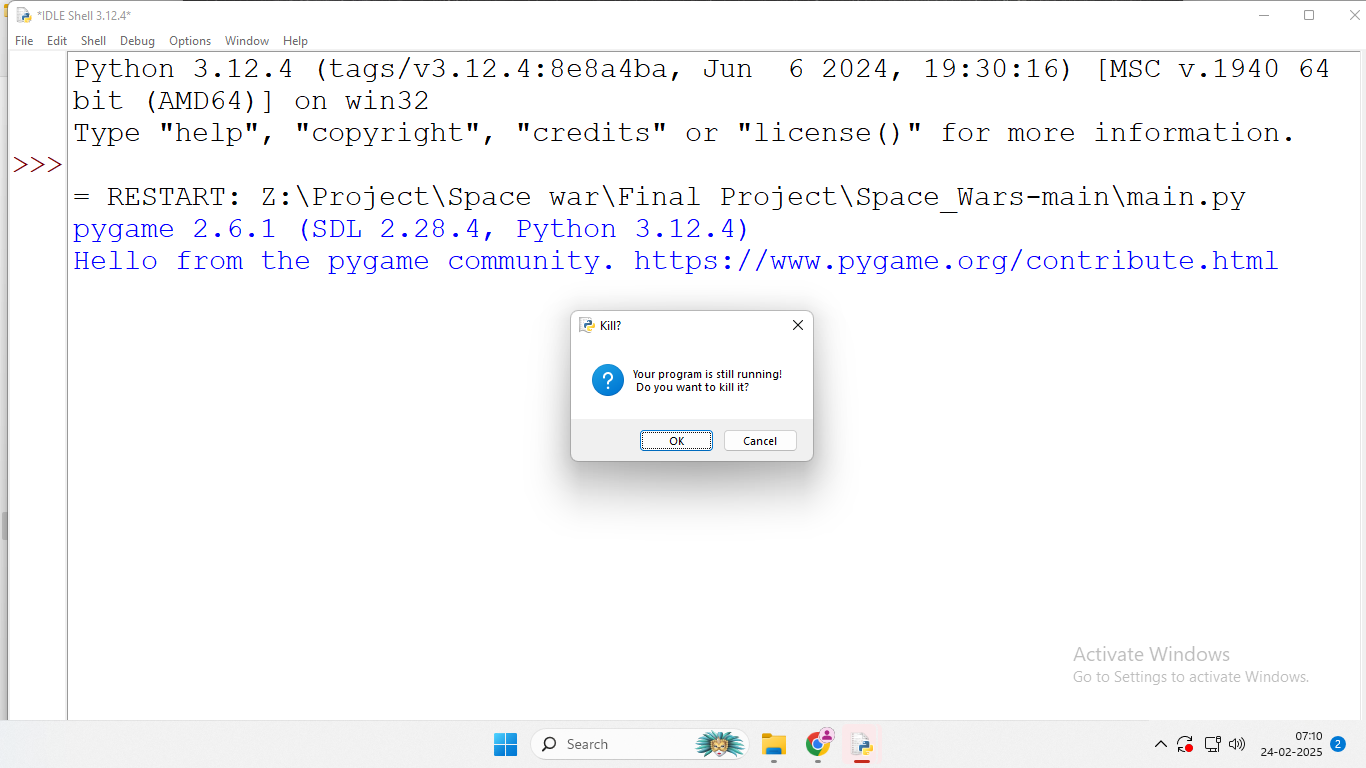 *IDLE Shell 3.12.4*
File Edit Shell Debug Options Window Help
Python 3.12.4 (tags/v3.12.4:8e8a4ba, Jun  6 2024, 19:30:16) [MSC v.1940 64
bit (AMD64)] on win32
Type "help", "copyright", "credits" or "license()" for more information.
>>>
= RESTART: Z:\Project\Space war\Final Project\Space_Wars-main\main.py
pygame 2.6.1 (SDL 2.28.4, Python 3.12.4)
Hello from the pygame community. https://www.pygame.org/contribute.html
Kill?
Your program is still running!
Do you want to kill it?
OK Cancel
Activate Windows
Go to Settings to activate Windows.
Search
07:10
24-02-2025
2